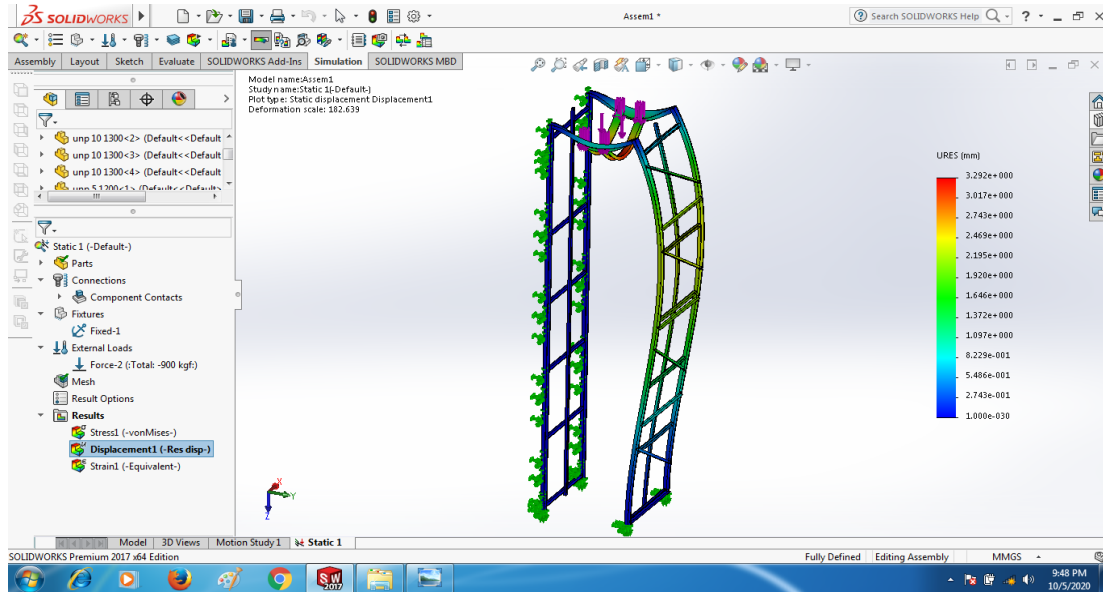 SOLIDWORKS
Assem1 *
Search SOLIDWORKS Help
Assembly
Layout
Sketch
Evaluate
SOLIDWORKS Add-Ins
Simulation
SOLIDWORKS MBD
Model name:Assem1
Study name:Static 1(-Default-)
Plot type: Static displacement Displacement1
Deformation scale: 182.639
unp 10 1300<2> (Default<<Default
unp 10 1300<3> (Default<<Default
unp 10 1300<4> (Default<<Default
Static 1 (-Default-)
Parts
Connections
Component Contacts
Fixtures
Fixed-1
External Loads
Force-2 (:Total: -900 kgf:)
Mesh
Result Options
Results
Stress1 (-vonMises-)
Displacement1 (-Res disp-)
Strain1 (-Equivalent-)
URES (mm)
3.292e+000
3.017e+000
2.743e+000
2.469e+000
2.195e+000
1.920e+000
1.646e+000
1.372e+000
1.097e+000
8.229e-001
5.486e-001
2.743e-001
1.000e-030
X
Y
Z
Model
3D Views
Motion Study 1
Static 1
SOLIDWORKS Premium 2017 x64 Edition
Fully Defined
Editing Assembly
MMGS
SW
2017
9:48 PM
10/5/2020